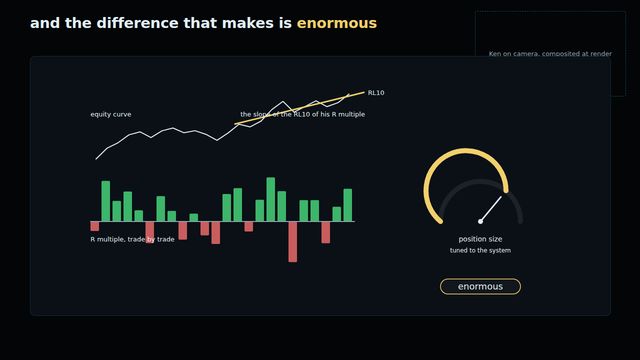 and the difference that makes is enormous
Ken on camera, composited at render
RL10
equity curve
the slope of the RL10 of his R multiple
R multiple, trade by trade
position size
tuned to the system
enormous